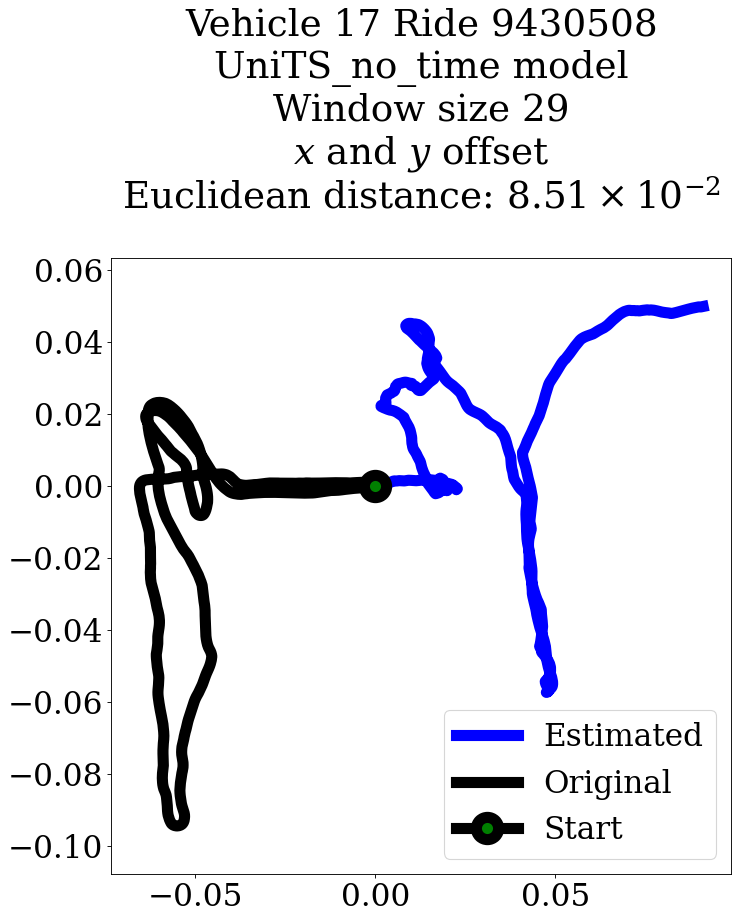 Vehicle 17 Ride 9430508
UniTS_no_time model
Window size 29
x and y offset
Euclidean distance: 8.51 × 10⁻²
0.06
0.04
0.02
0.00
−0.02
−0.04
−0.06
−0.08
−0.10
−0.05
0.00
0.05
Estimated
Original
Start